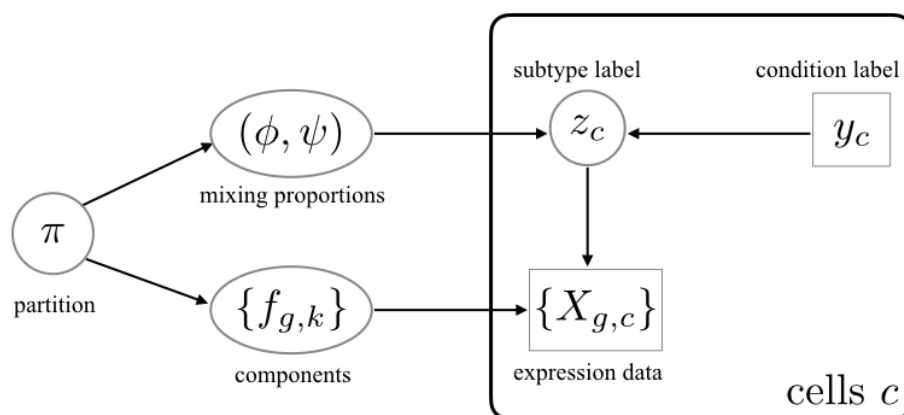 subtype label
condition label
(ϕ, ψ)
z_c
y_c
mixing proportions
π
partition
{f_{g,k}}
{X_{g,c}}
components
expression data
cells c